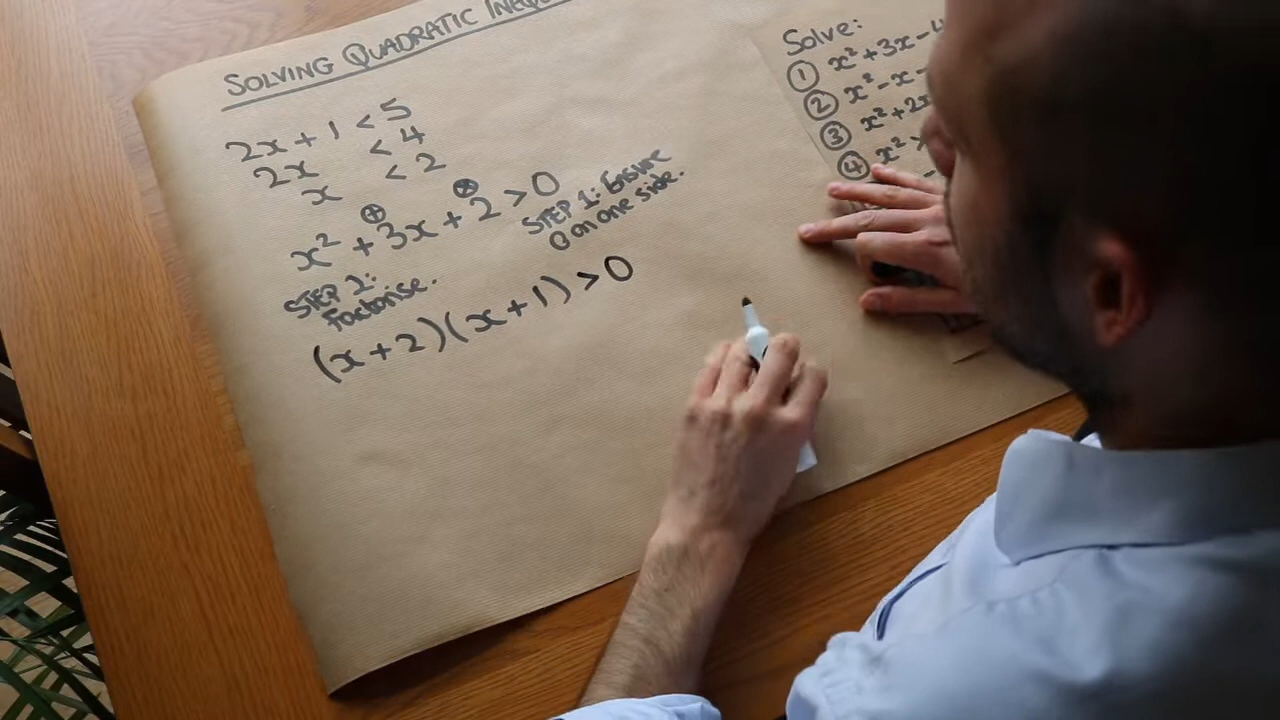 SOLVING QUADRATIC
2x + 1 < 5
2x < 4
x < 2
x² + 3x + 2 > 0
STEP 1: Ensure
0 on one side.
STEP 2:
Factorise.
(x + 2)(x + 1) > 0
Solve:
① x² + 3x - 4
② x² - x -
③ x² + 2x
④ x² >